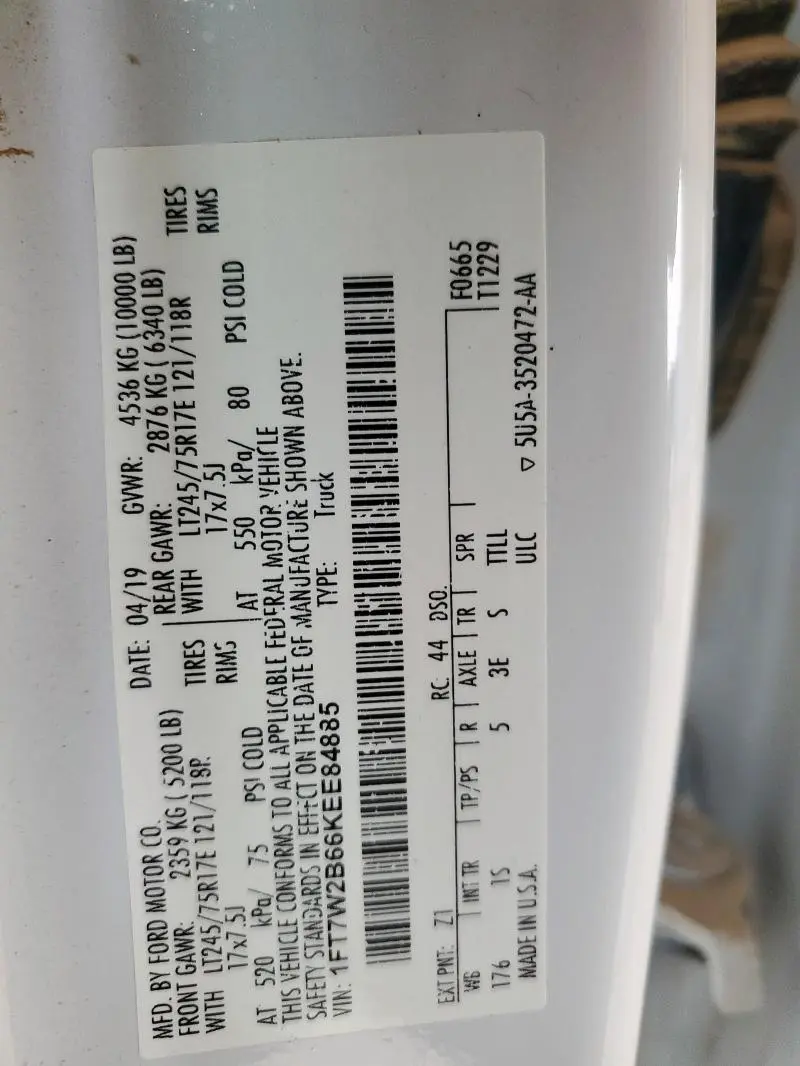 MFD. BY FORD MOTOR CO.
DATE: 04/19 GVWR: 4536 KG (10000 LB)
FRONT GAWR: 2359 KG ( 5200 LB) REAR GAWR: 2876 KG ( 6340 LB)
WITH LT245/75R17E 121/118R TIRES WITH LT245/75R17E 121/118R TIRES
17x7.5J RIMS 17x7.5J RIMS
AT 520 kPa/ 75 PSI COLD AT 550 kPa/ 80 PSI COLD
THIS VEHICLE CONFORMS TO ALL APPLICABLE FEDERAL MOTOR VEHICLE
SAFETY STANDARDS IN EFFECT ON THE DATE OF MANUFACTURE SHOWN ABOVE.
VIN: 1FT7W2B66KEE84885 TYPE: Truck
EXT PNT: Z1 RC: 44 DSO: F0665
WB INT TR TP/PS R AXLE TR SPR T1229
176 1S 5 3E S TTLL
MADE IN U.S.A. ULC ▽ 5U5A-3520472-AA